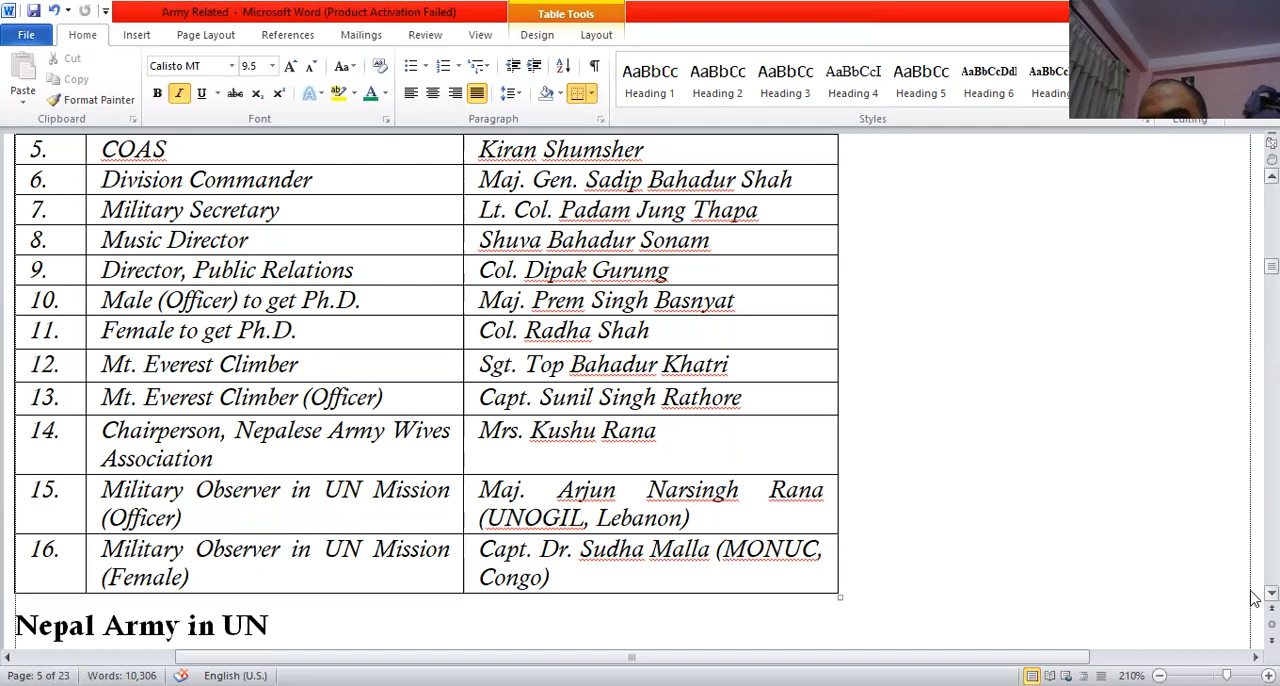 Army Related - Microsoft Word (Product Activation Failed)
Table Tools
File Home Insert Page Layout References Mailings Review View Design Layout
Cut
Copy
Format Painter
Paste
Clipboard
Calisto MT 9.5
Font
Paragraph
AaBbCc AaBbCc AaBbCc AaBbCcI AaBbCc AaBbCcDd AaBbCc
Heading 1 Heading 2 Heading 3 Heading 4 Heading 5 Heading 6 Heading
Styles
Editing
5. COAS Kiran Shumsher
6. Division Commander Maj. Gen. Sadip Bahadur Shah
7. Military Secretary Lt. Col. Padam Jung Thapa
8. Music Director Shuva Bahadur Sonam
9. Director, Public Relations Col. Dipak Gurung
10. Male (Officer) to get Ph.D. Maj. Prem Singh Basnyat
11. Female to get Ph.D. Col. Radha Shah
12. Mt. Everest Climber Sgt. Top Bahadur Khatri
13. Mt. Everest Climber (Officer) Capt. Sunil Singh Rathore
14. Chairperson, Nepalese Army Wives Mrs. Kushu Rana
Association
15. Military Observer in UN Mission Maj. Arjun Narsingh Rana
(Officer) (UNOGIL, Lebanon)
16. Military Observer in UN Mission Capt. Dr. Sudha Malla (MONUC,
(Female) Congo)
Nepal Army in UN
Page: 5 of 23 Words: 10,306 English (U.S.) 210%